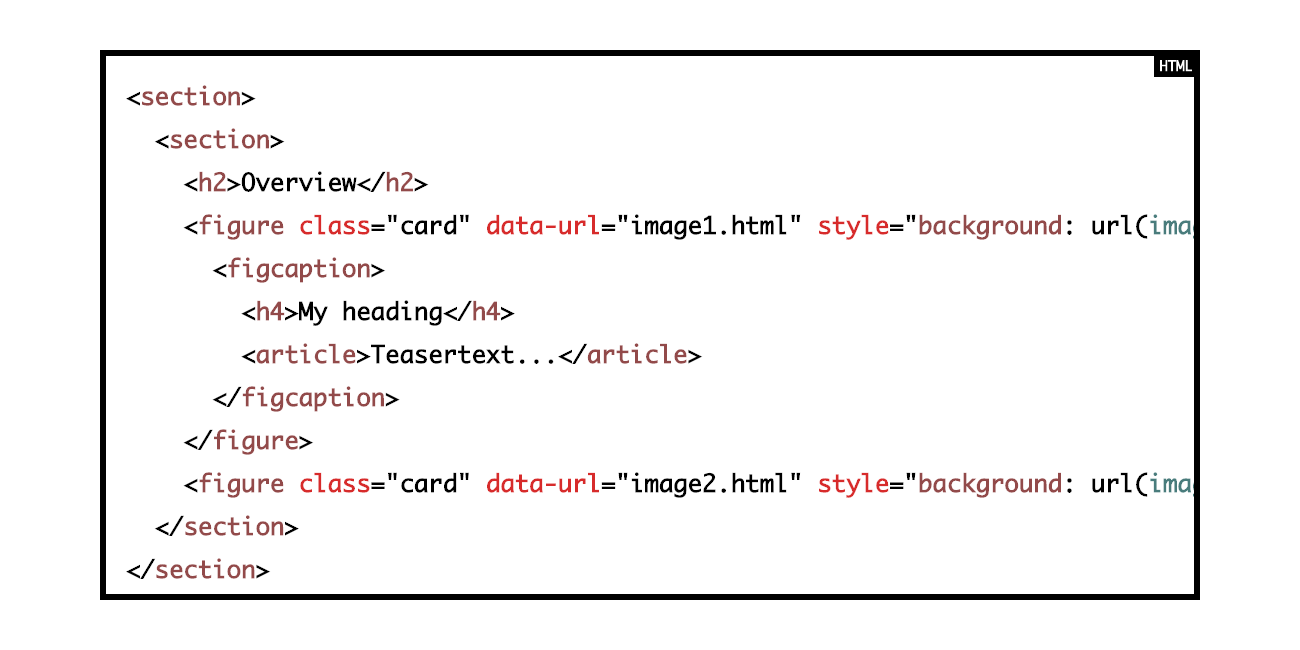 HTML
<section>
  <section>
    <h2>Overview</h2>
    <figure class="card" data-url="image1.html" style="background: url(
      <figcaption>
        <h4>My heading</h4>
        <article>Teasertext...</article>
      </figcaption>
    </figure>
    <figure class="card" data-url="image2.html" style="background: url(
  </section>
</section>